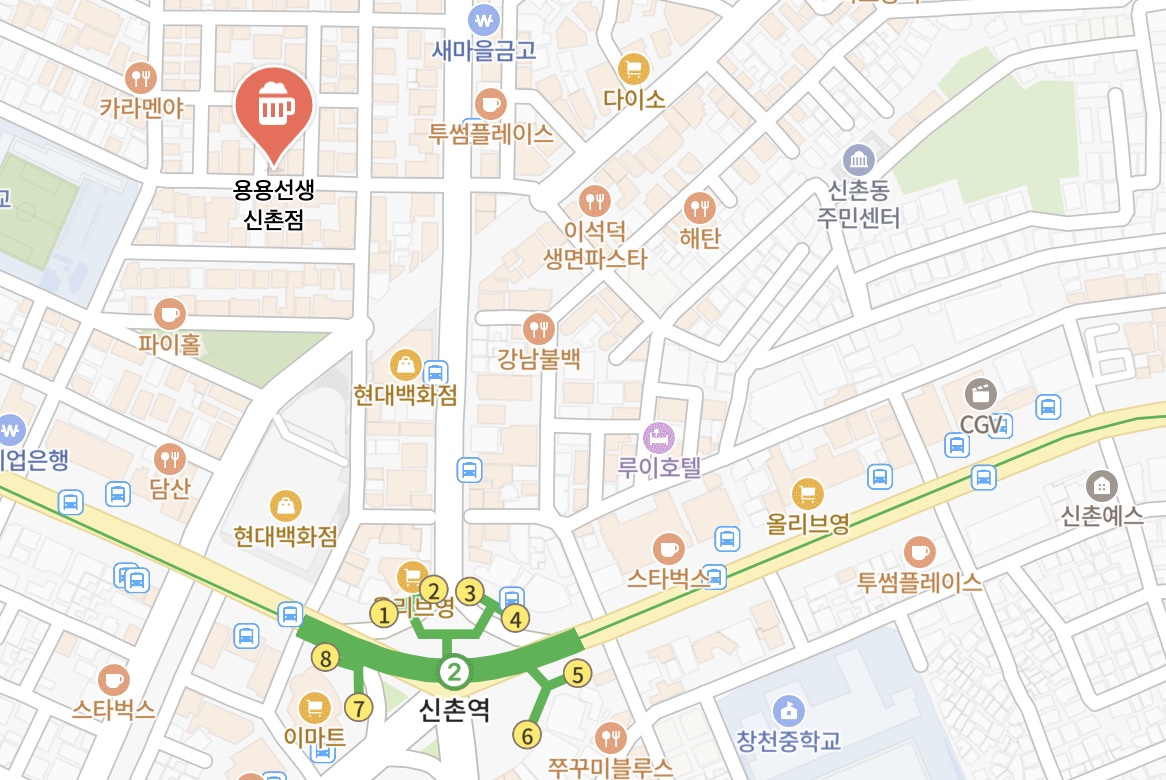 새마을금고
카라멘야
다이소
투썸플레이스
신촌동
주민센터
용용선생
신촌점
이석덕
생면파스타
해탄
파이홀
강남불백
현대백화점
CGV
루이호텔
담산
신촌예스
올리브영
현대백화점
스타벅스
투썸플레이스
1
2
3
4
8
2
5
7
신촌역
6
스타벅스
이마트
창천중학교
쭈꾸미블루스